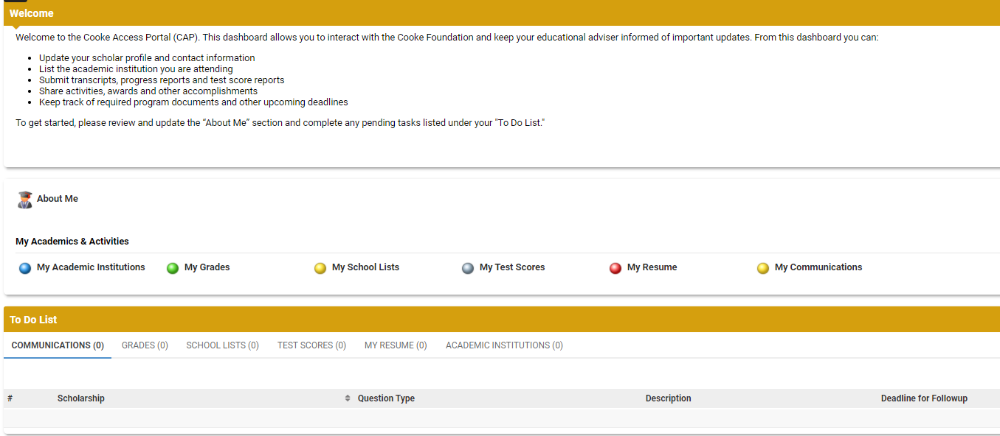 Welcome
Welcome to the Cooke Access Portal (CAP). This dashboard allows you to interact with the Cooke Foundation and keep your educational adviser informed of important updates. From this dashboard you can:
Update your scholar profile and contact information
List the academic institution you are attending
Submit transcripts, progress reports and test score reports
Share activities, awards and other accomplishments
Keep track of required program documents and other upcoming deadlines
To get started, please review and update the “About Me” section and complete any pending tasks listed under your "To Do List."
About Me
My Academics & Activities
My Academic Institutions My Grades My School Lists My Test Scores My Resume My Communications
To Do List
COMMUNICATIONS (0) GRADES (0) SCHOOL LISTS (0) TEST SCORES (0) MY RESUME (0) ACADEMIC INSTITUTIONS (0)
# Scholarship Question Type Description Deadline for Followup